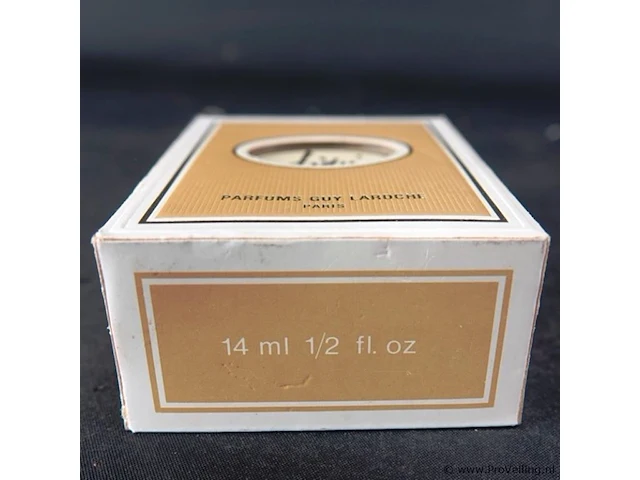 PARFUMS GUY LAROCHE
PARIS
14 ml 1/2 fl. oz
© www.ProVeiling.nl